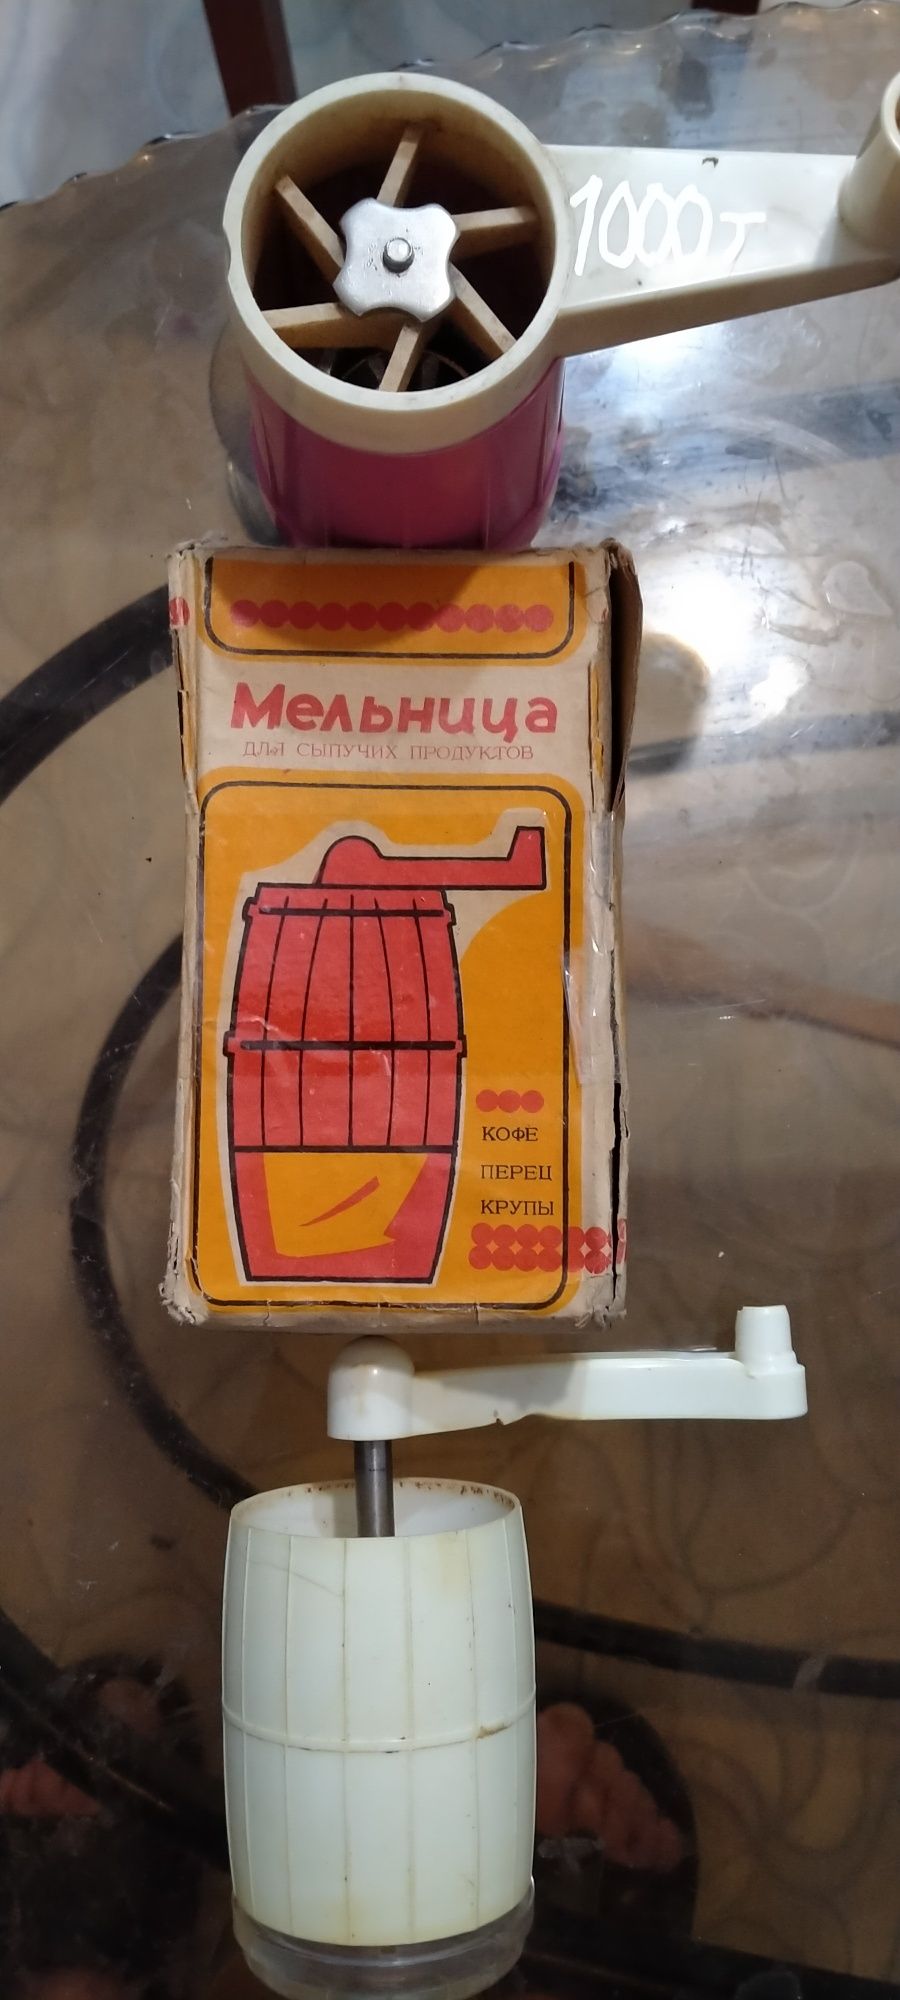 1000т
Мельница
ДЛЯ СЫПУЧИХ ПРОДУКТОВ
КОФЕ
ПЕРЕЦ
КРУПЫ